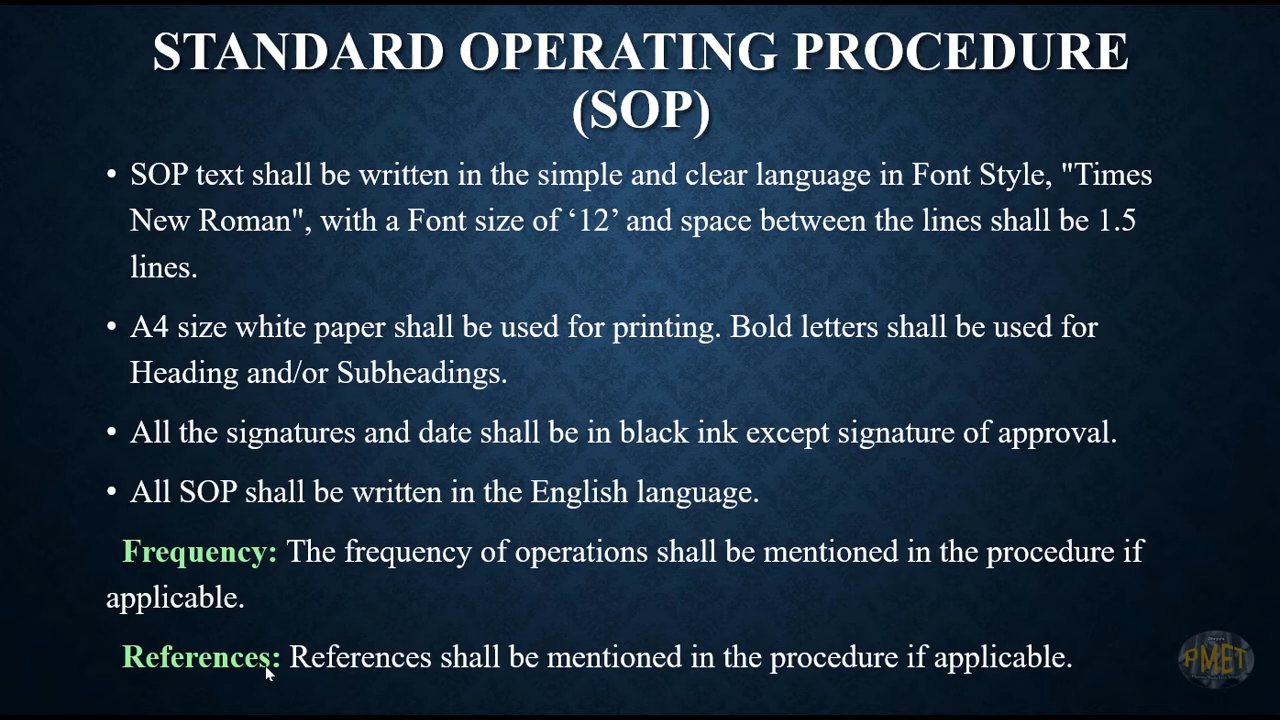 STANDARD OPERATING PROCEDURE
(SOP)
• SOP text shall be written in the simple and clear language in Font Style, "Times
New Roman", with a Font size of ‘12’ and space between the lines shall be 1.5
lines.
• A4 size white paper shall be used for printing. Bold letters shall be used for
Heading and/or Subheadings.
• All the signatures and date shall be in black ink except signature of approval.
• All SOP shall be written in the English language.
Frequency: The frequency of operations shall be mentioned in the procedure if
applicable.
References: References shall be mentioned in the procedure if applicable.
PMET